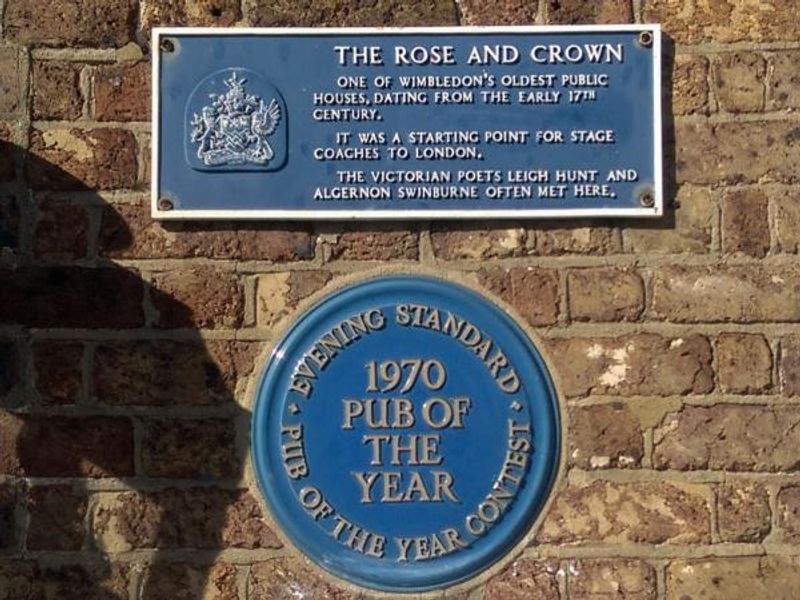 THE ROSE AND CROWN
ONE OF WIMBLEDON'S OLDEST PUBLIC
HOUSES, DATING FROM THE EARLY 17TH
CENTURY.
IT WAS A STARTING POINT FOR STAGE
COACHES TO LONDON.
THE VICTORIAN POETS LEIGH HUNT AND
ALGERNON SWINBURNE OFTEN MET HERE.
EVENING STANDARD
1970
PUB OF
THE
YEAR
PUB OF THE YEAR CONTEST